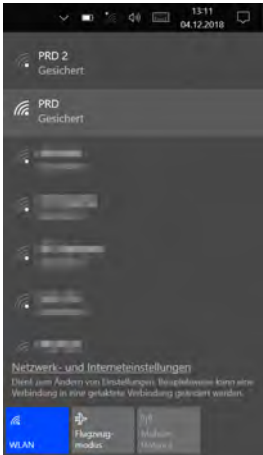 13:11
04.12.2018
PRD 2
Gesichert
PRD
Gesichert
Netzwerk- und Interneteinstellungen
Dient zum Ändern von Einstellungen. Beispielsweise kann eine
Verbindung in eine getaktete Verbindung geändert werden.
WLAN
Flugzeug-
modus
Mobiler